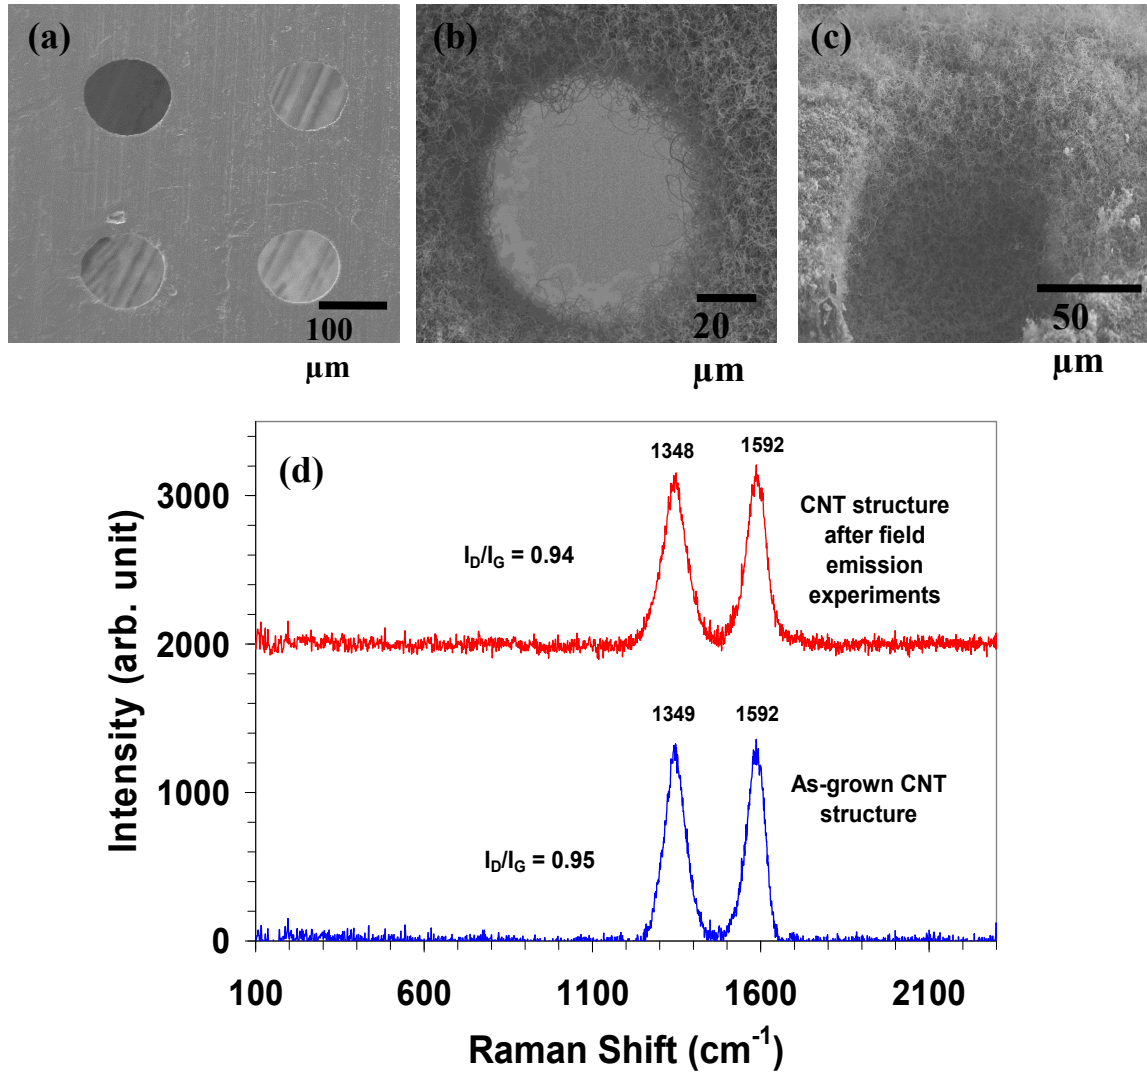 (a)
100
µm
(b)
20
µm
(c)
50
µm
(d)
Intensity (arb. unit)
3000
2000
1000
0
1348
1592
I_D/I_G = 0.94
CNT structure
after field
emission
experiments
1349
1592
I_D/I_G = 0.95
As-grown CNT
structure
100
600
1100
1600
2100
Raman Shift (cm⁻¹)